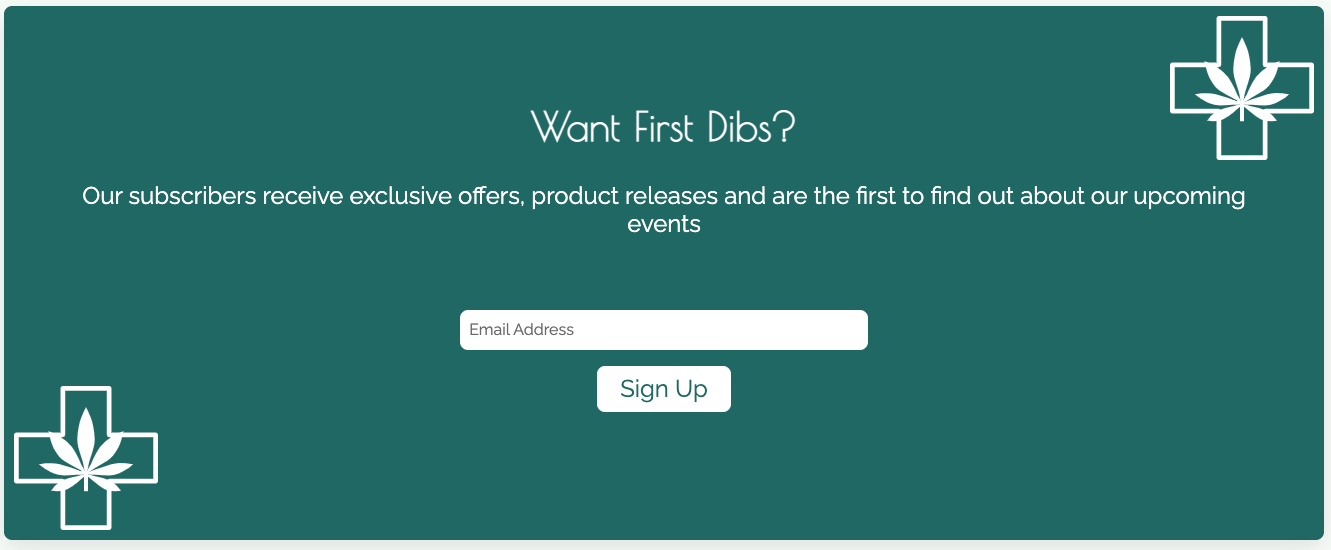 Want First Dibs?
Our subscribers receive exclusive offers, product releases and are the first to find out about our upcoming
events
Email Address
Sign Up